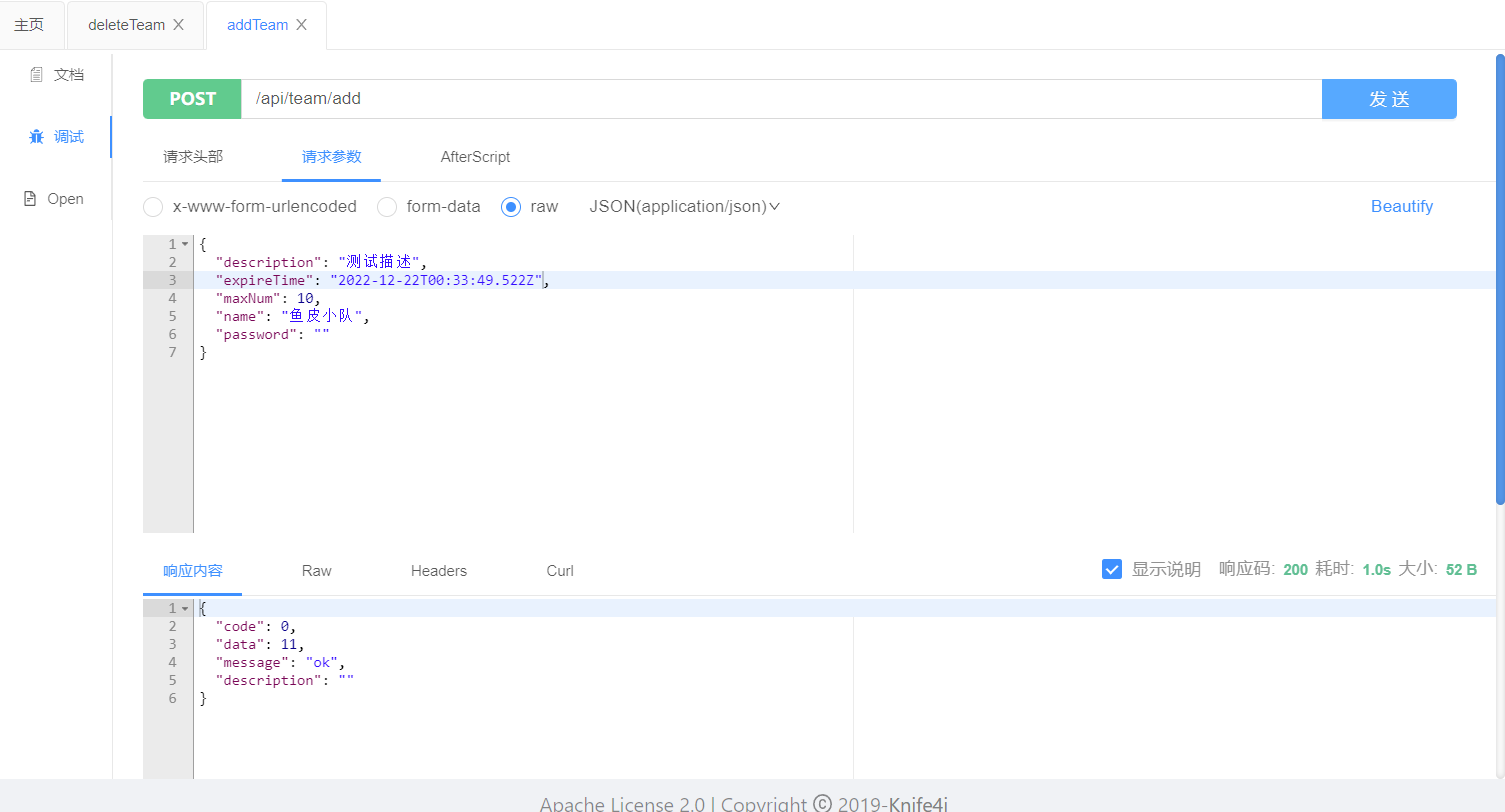 主页 deleteTeam addTeam
文档
POST /api/team/add 发 送
调试
请求头部 请求参数 AfterScript
Open
x-www-form-urlencoded form-data raw JSON(application/json) Beautify
1 {
2 "description": "测试描述",
3 "expireTime": "2022-12-22T00:33:49.522Z",
4 "maxNum": 10,
5 "name": "鱼皮小队",
6 "password": ""
7 }
响应内容 Raw Headers Curl 显示说明 响应码: 200 耗时: 1.0s 大小: 52 B
1 {
2 "code": 0,
3 "data": 11,
4 "message": "ok",
5 "description": ""
6 }
Apache License 2.0 | Copyright © 2019-Knife4j